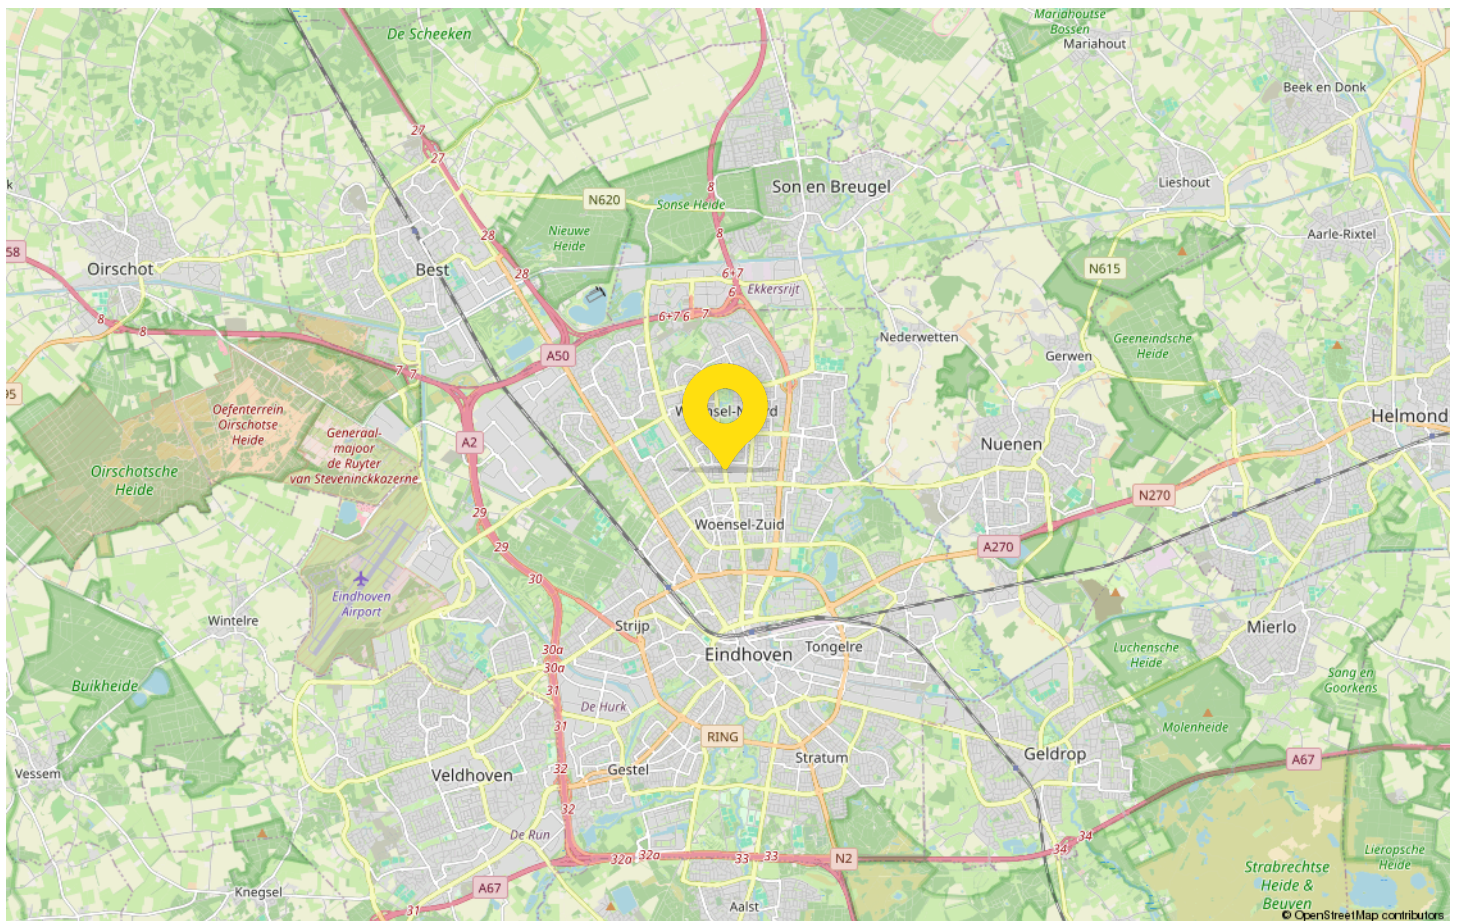 Mariahoutse
Bossen
De Scheeken
Mariahout
Beek en Donk
27
27
8
Lieshout
Son en Breugel
N620
Sonse Heide
k
Nieuwe
Heide
8
28
Aarle-Rixtel
58
Oirschot
Best
28
6+7
N615
6
Ekkersrijt
8
8
6+7
6
7
Nederwetten
Geeneindsche
Heide
A50
Gerwen
7
7
95
Oefenterrein
Oirschotse
Heide
Woensel-Noord
Helmond
Generaal-
majoor
de Ruyter
van Steveninckkazerne
A2
Nuenen
Oirschotsche
Heide
N270
29
Woensel-Zuid
29
A270
30
Eindhoven
Airport
Wintelre
Strijp
Mierlo
30a
30a
Eindhoven
Tongelre
Luchensche
Heide
Buikheide
31
Sang en
Goorkens
De Hurk
31
Molenheide
RING
Geldrop
Stratum
A67
Vessem
Veldhoven
32
Gestel
32
De Run
34
34
32a
32a
33
33
N2
Lieropsche
Heide
Strabrechtse
Heide &
Beuven
Knegsel
A67
31
Aalst
© OpenStreetMap contributors